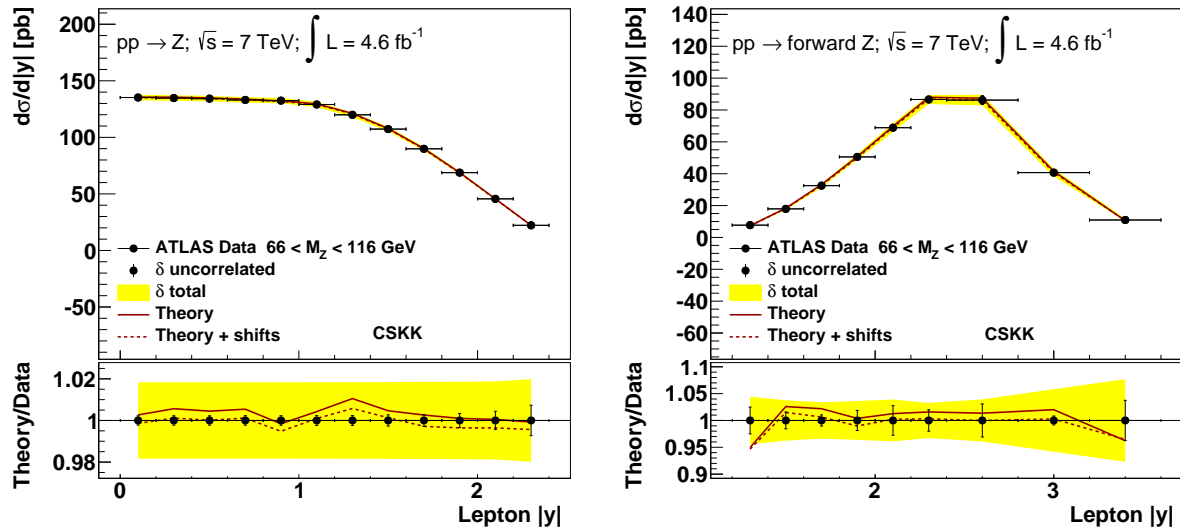 dσ/d|y| [pb]
200
150
100
50
0
-50
pp → Z; √s = 7 TeV; ∫ L = 4.6 fb⁻¹
ATLAS Data 66 < M_Z < 116 GeV
δ uncorrelated
δ total
Theory
Theory + shifts
CSKK
Theory/Data
1.02
1
0.98
0 1 2
Lepton |y|
dσ/d|y| [pb]
140
120
100
80
60
40
20
0
-20
-40
-60
pp → forward Z; √s = 7 TeV; ∫ L = 4.6 fb⁻¹
ATLAS Data 66 < M_Z < 116 GeV
δ uncorrelated
δ total
Theory
Theory + shifts
CSKK
Theory/Data
1.1
1.05
1
0.95
0.9
2 3
Lepton |y|